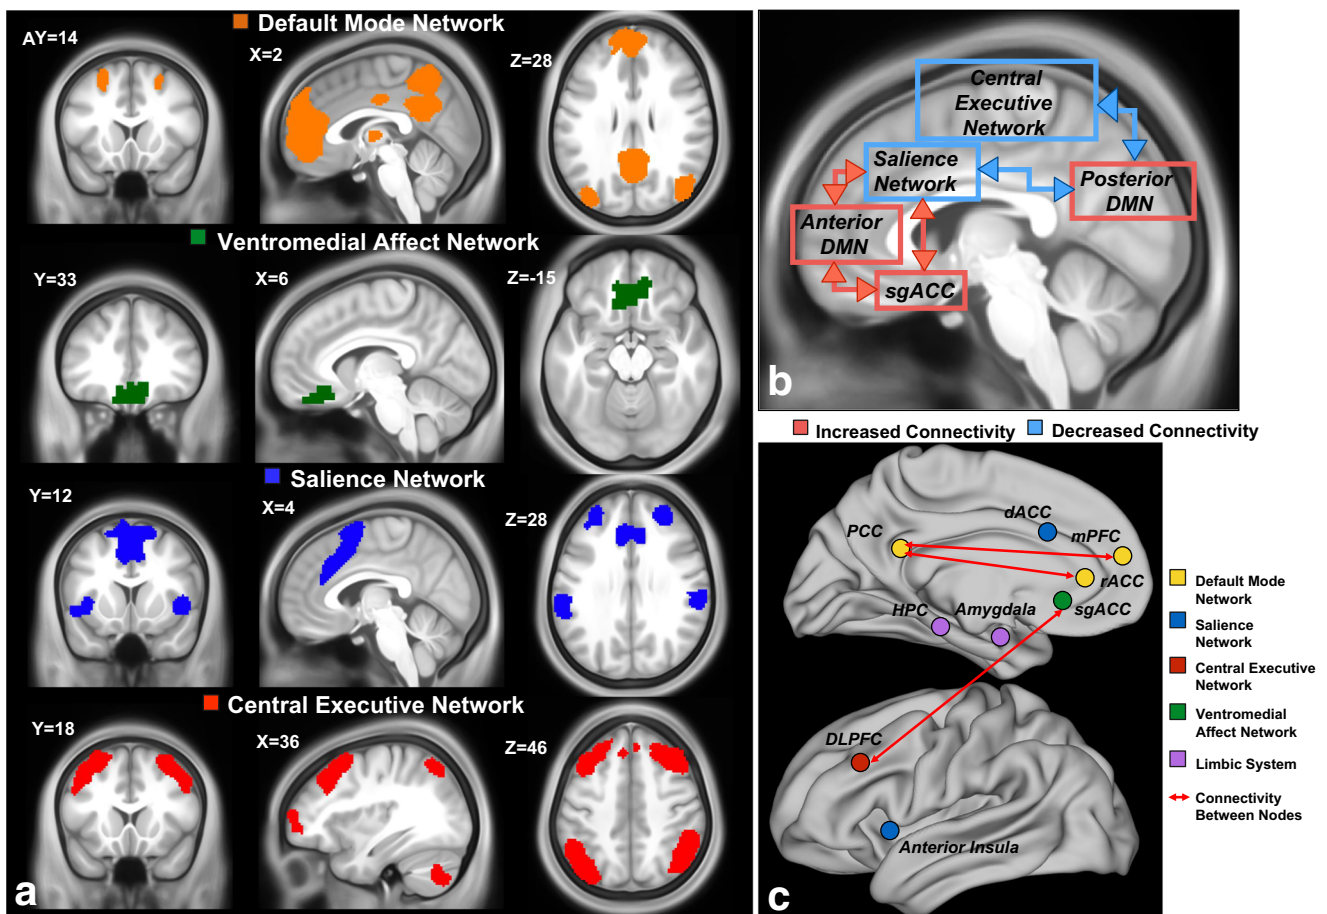 Default Mode Network
AY=14
X=2
Z=28
Ventromedial Affect Network
Y=33
X=6
Z=-15
Salience Network
Y=12
X=4
Z=28
Central Executive Network
Y=18
X=36
Z=46
a
Central
Executive
Network
Salience
Network
Posterior
DMN
Anterior
DMN
sgACC
b
Increased Connectivity
Decreased Connectivity
dACC
PCC
mPFC
rACC
HPC
Amygdala
sgACC
DLPFC
Anterior Insula
c
Default Mode
Network
Salience
Network
Central Executive
Network
Ventromedial
Affect Network
Limbic System
Connectivity
Between Nodes